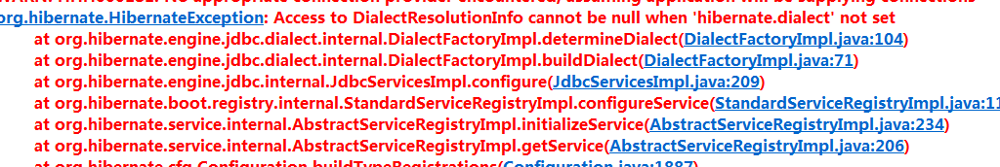 WARN: HHH000181: No appropriate connection provider encountered, assuming application will be supplying connections
org.hibernate.HibernateException: Access to DialectResolutionInfo cannot be null when 'hibernate.dialect' not set
at org.hibernate.engine.jdbc.dialect.internal.DialectFactoryImpl.determineDialect(DialectFactoryImpl.java:104)
at org.hibernate.engine.jdbc.dialect.internal.DialectFactoryImpl.buildDialect(DialectFactoryImpl.java:71)
at org.hibernate.engine.jdbc.internal.JdbcServicesImpl.configure(JdbcServicesImpl.java:209)
at org.hibernate.boot.registry.internal.StandardServiceRegistryImpl.configureService(StandardServiceRegistryImpl.java:11
at org.hibernate.service.internal.AbstractServiceRegistryImpl.initializeService(AbstractServiceRegistryImpl.java:234)
at org.hibernate.service.internal.AbstractServiceRegistryImpl.getService(AbstractServiceRegistryImpl.java:206)
at org.hibernate.cfg.Configuration.buildTypeRegistrations(Configuration.java:1887)